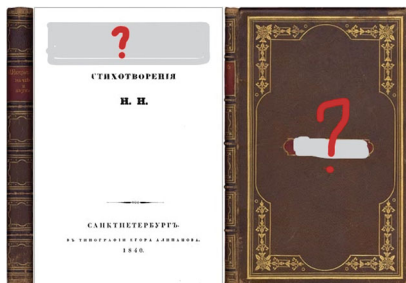 ?
СТИХОТВОРЕНІЯ
Н. Н.
САНКТПЕТЕРБУРГЪ.
ВЪ ТИПОГРАФІИ ЕГОРА АЛИПАНОВА.
1840.
?